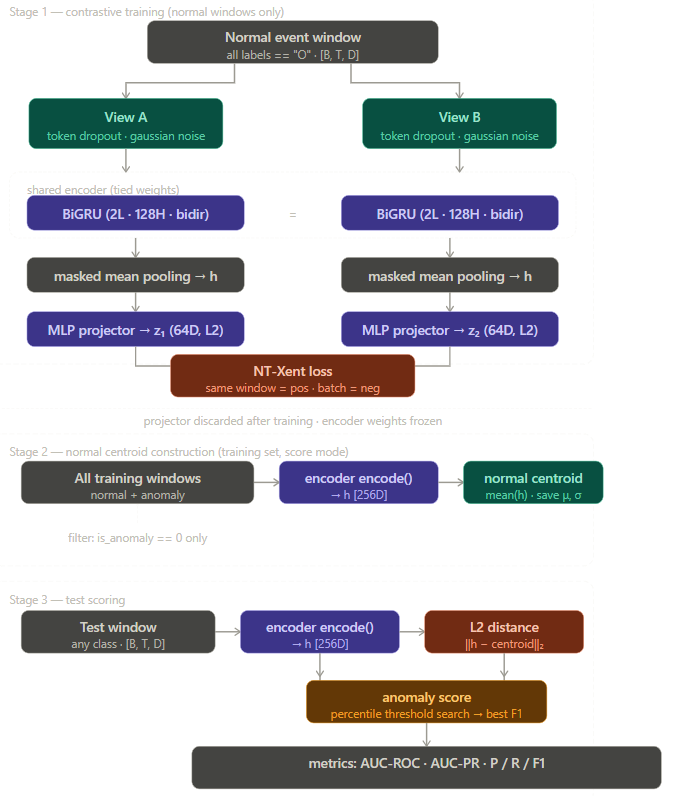 Stage 1 — contrastive training (normal windows only)
Normal event window
all labels == "O" · [B, T, D]
View A
token dropout · gaussian noise
View B
token dropout · gaussian noise
shared encoder (tied weights)
BiGRU (2L · 128H · bidir)
=
BiGRU (2L · 128H · bidir)
masked mean pooling → h
masked mean pooling → h
MLP projector → z₁ (64D, L2)
MLP projector → z₂ (64D, L2)
NT-Xent loss
same window = pos · batch = neg
projector discarded after training · encoder weights frozen
Stage 2 — normal centroid construction (training set, score mode)
All training windows
normal + anomaly
encoder encode()
→ h [256D]
normal centroid
mean(h) · save μ, σ
filter: is_anomaly == 0 only
Stage 3 — test scoring
Test window
any class · [B, T, D]
encoder encode()
→ h [256D]
L2 distance
||h − centroid||₂
anomaly score
percentile threshold search → best F1
metrics: AUC-ROC · AUC-PR · P / R / F1